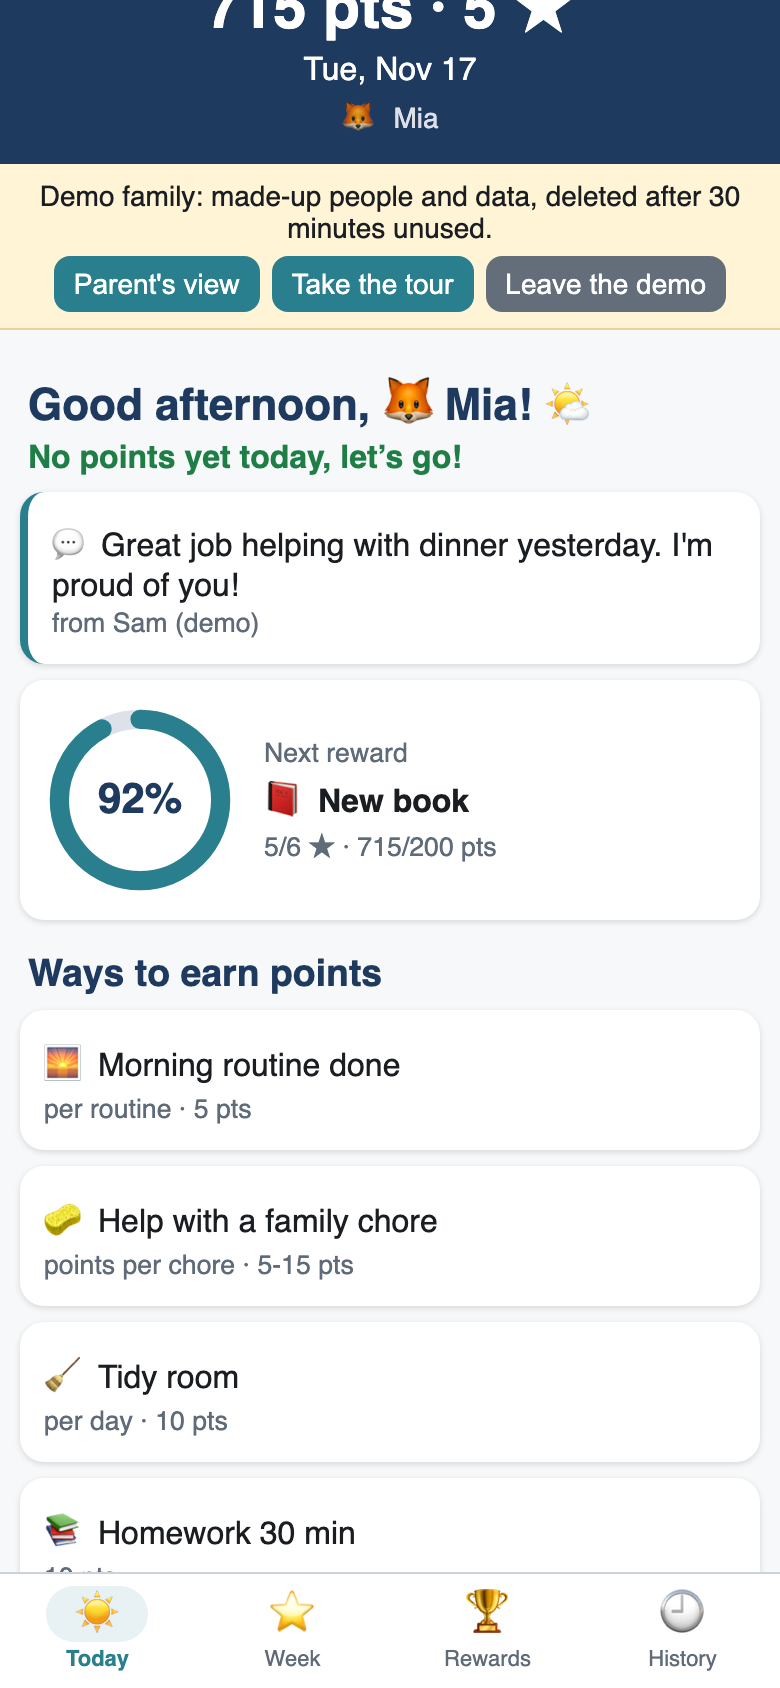 715 pts · 5 ★
Tue, Nov 17
🦊 Mia
Demo family: made-up people and data, deleted after 30
minutes unused.
Parent's view
Take the tour
Leave the demo
Good afternoon, 🦊 Mia! 🌤️
No points yet today, let’s go!
💬 Great job helping with dinner yesterday. I'm
proud of you!
from Sam (demo)
92%
Next reward
📕 New book
5/6 ★ · 715/200 pts
Ways to earn points
🌅 Morning routine done
per routine · 5 pts
🧽 Help with a family chore
points per chore · 5-15 pts
🧹 Tidy room
per day · 10 pts
📚 Homework 30 min
Today
Week
Rewards
History